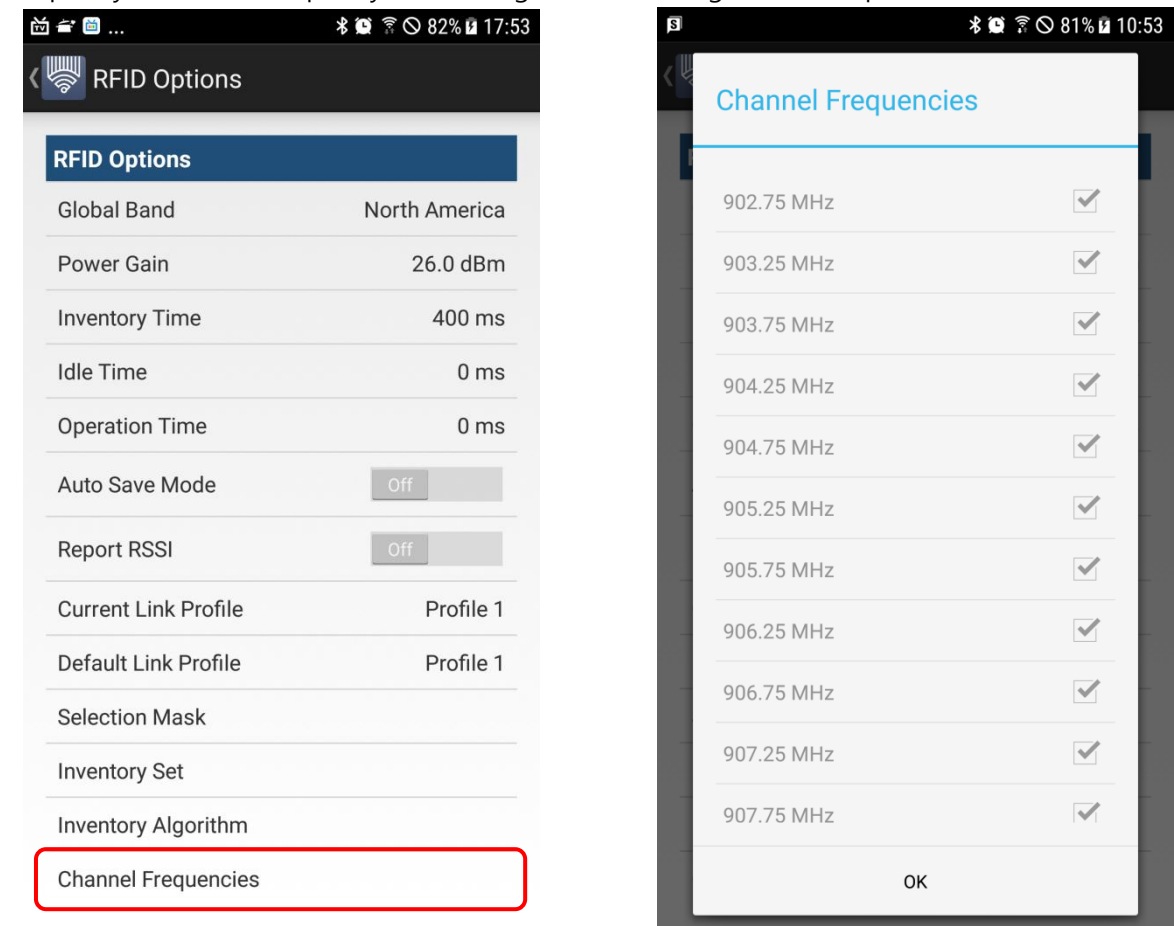 ... 82% 17:53
RFID Options
RFID Options
Global Band North America
Power Gain 26.0 dBm
Inventory Time 400 ms
Idle Time 0 ms
Operation Time 0 ms
Auto Save Mode Off
Report RSSI Off
Current Link Profile Profile 1
Default Link Profile Profile 1
Selection Mask
Inventory Set
Inventory Algorithm
Channel Frequencies
81% 10:53
Channel Frequencies
902.75 MHz
903.25 MHz
903.75 MHz
904.25 MHz
904.75 MHz
905.25 MHz
905.75 MHz
906.25 MHz
906.75 MHz
907.25 MHz
907.75 MHz
OK